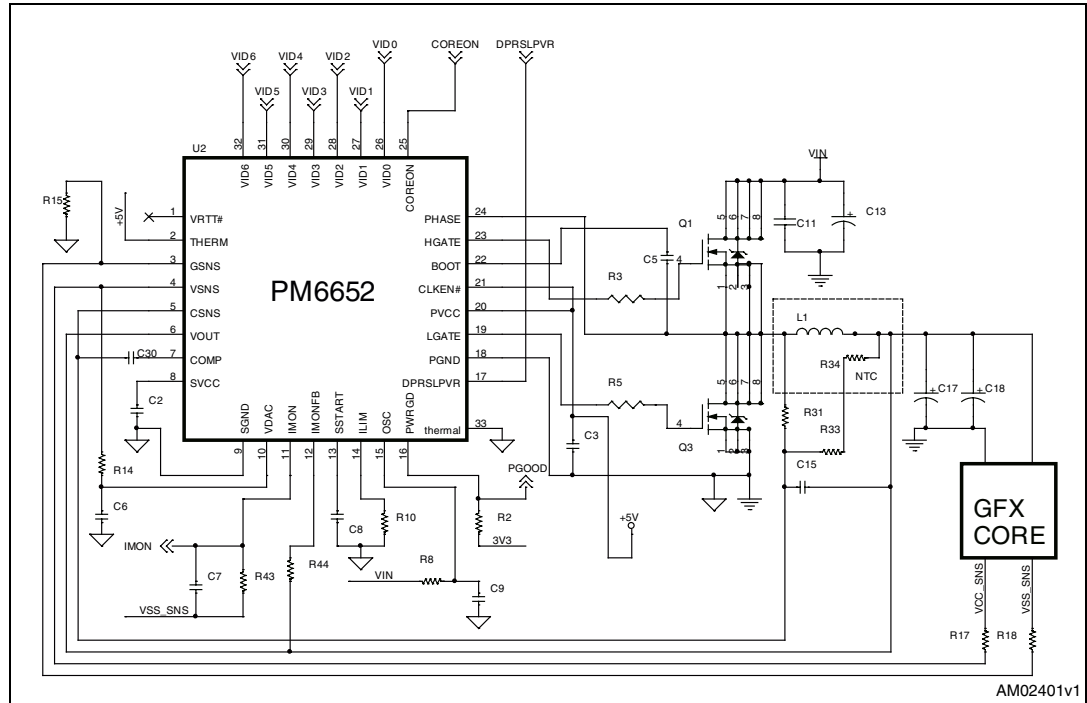 VID6 VID4 VID2 VID0 COREON DPRSLPVR
VID5 VID3 VID1
32 31 30 29 28 27 26 25
U2
VID6 VID5 VID4 VID3 VID2 VID1 VID0 COREON
R15
+5V
1 VRTT#
2 THERM
3 GSNS
4 VSNS
5 CSNS
6 VOUT
7 COMP
8 SVCC
PM6652
PHASE 24
HGATE 23
BOOT 22
CLKEN# 21
PVCC 20
LGATE 19
PGND 18
DPRSLPVR 17
thermal 33
SGND VDAC IMON IMONFB SSTART ILIM OSC PWRGD
9 10 11 12 13 14 15 16
C30
C2
R14
C6
IMON
C7
R43
VSS_SNS
R44
C8
R10
VIN
R8
C9
PGOOD
R2
3V3
+5V
C3
R3
R5
C5
Q1
4
5 6 7 8
1 2 3
VIN
C11
C13
Q3
4
5 6 7 8
1 2 3
L1
R34
NTC
R31
R33
C15
C17
C18
GFX
CORE
VCC_SNS
VSS_SNS
R17
R18
AM02401v1